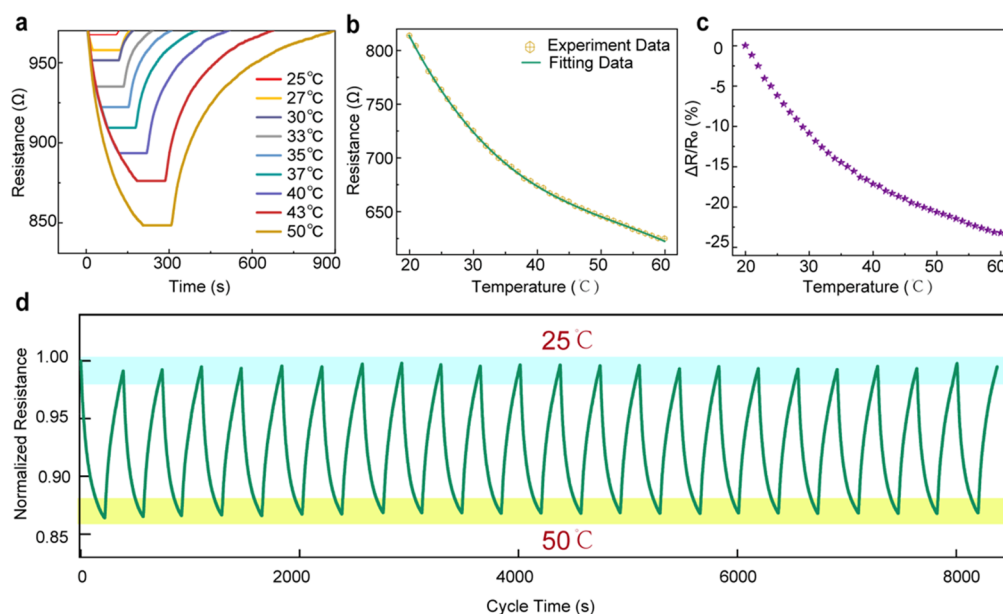 a
950
900
850
Resistance (Ω)
0 300 600 900
Time (s)
25℃
27℃
30℃
33℃
35℃
37℃
40℃
43℃
50℃
b
800
750
700
650
Resistance (Ω)
Experiment Data
Fitting Data
20 30 40 50 60
Temperature (℃)
c
0
-5
-10
-15
-20
-25
ΔR/R₀ (%)
20 30 40 50 60
Temperature (℃)
d
25℃
1.00
0.95
0.90
0.85
Normalized Resistance
50℃
0 2000 4000 6000 8000
Cycle Time (s)